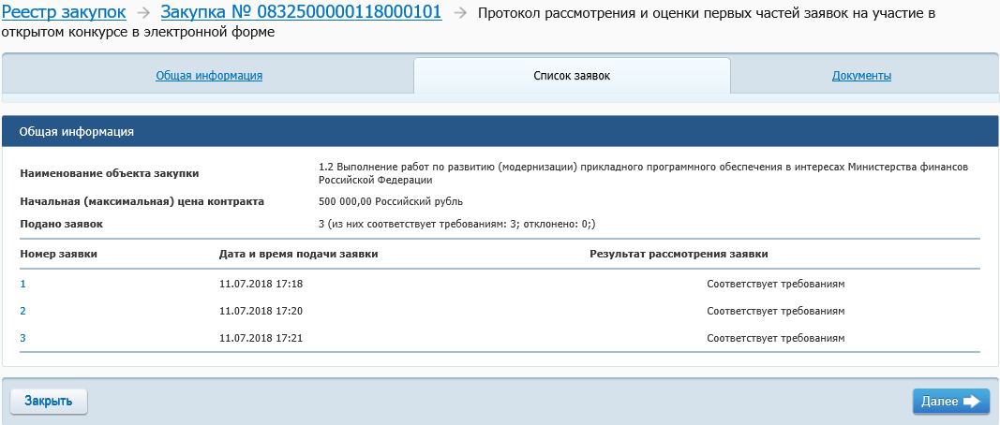 Реестр закупок → Закупка № 0832500000118000101 → Протокол рассмотрения и оценки первых частей заявок на участие в
открытом конкурсе в электронной форме
Общая информация
Список заявок
Документы
Общая информация
Наименование объекта закупки
1.2 Выполнение работ по развитию (модернизации) прикладного программного обеспечения в интересах Министерства финансов
Российской Федерации
Начальная (максимальная) цена контракта
500 000,00 Российский рубль
Подано заявок
3 (из них соответствует требованиям: 3; отклонено: 0;)
Номер заявки Дата и время подачи заявки Результат рассмотрения заявки
1 11.07.2018 17:18 Соответствует требованиям
2 11.07.2018 17:20 Соответствует требованиям
3 11.07.2018 17:21 Соответствует требованиям
Закрыть
Далее